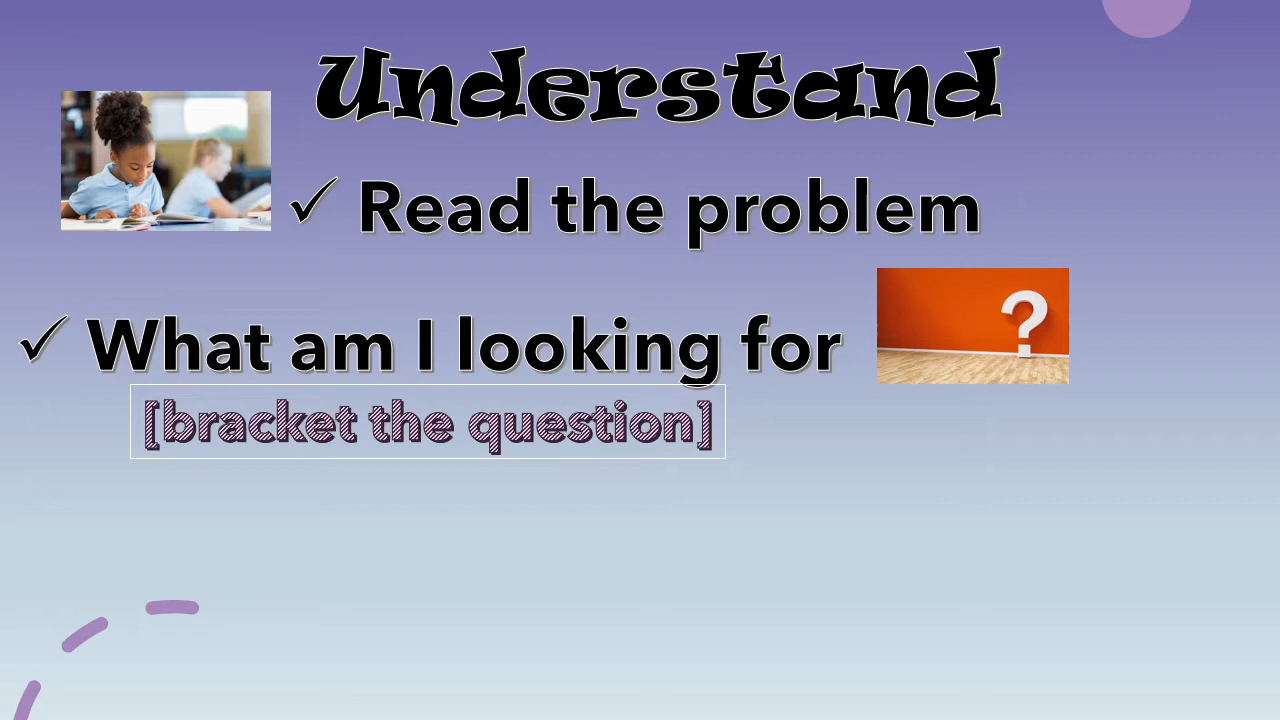 Understand
✓ Read the problem
✓ What am I looking for
?
[bracket the question]